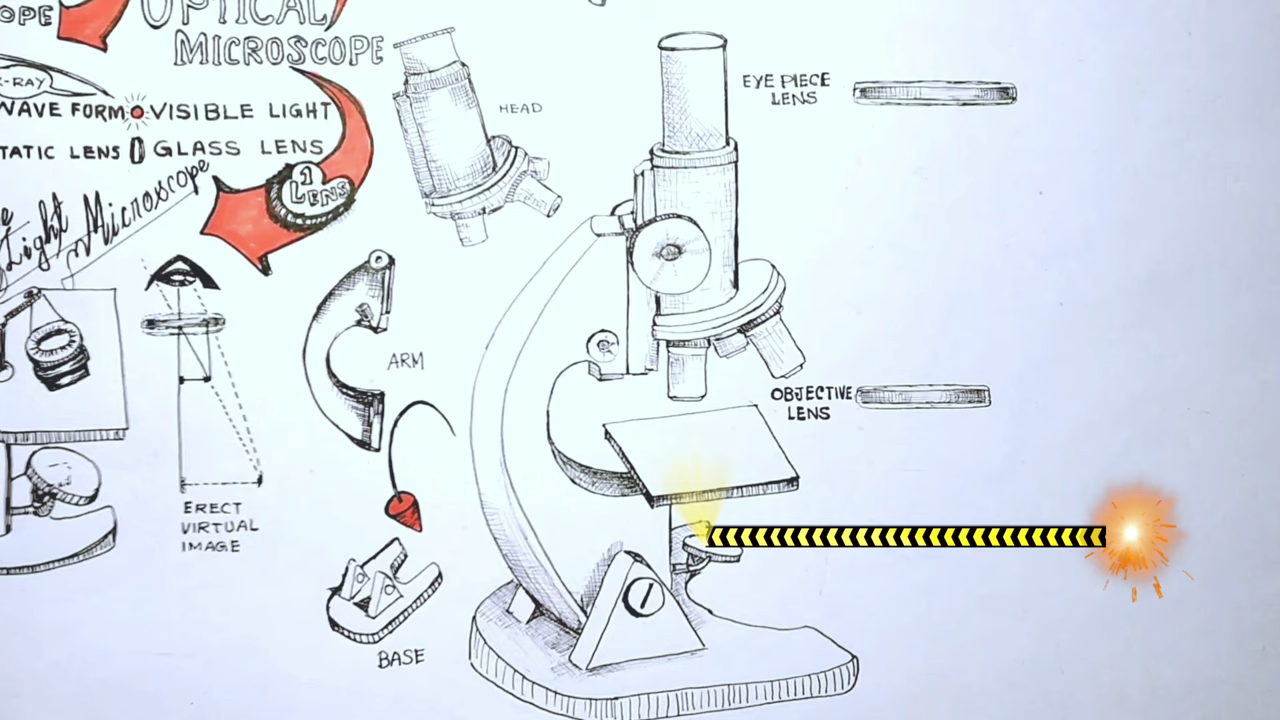 OPE
OPTICAL
MICROSCOPE
X-RAY
WAVE FORM VISIBLE LIGHT
TATIC LENS GLASS LENS
1
LENS
Light Microscope
HEAD
EYE PIECE
LENS
ARM
OBJECTIVE
LENS
ERECT
VIRTUAL
IMAGE
BASE